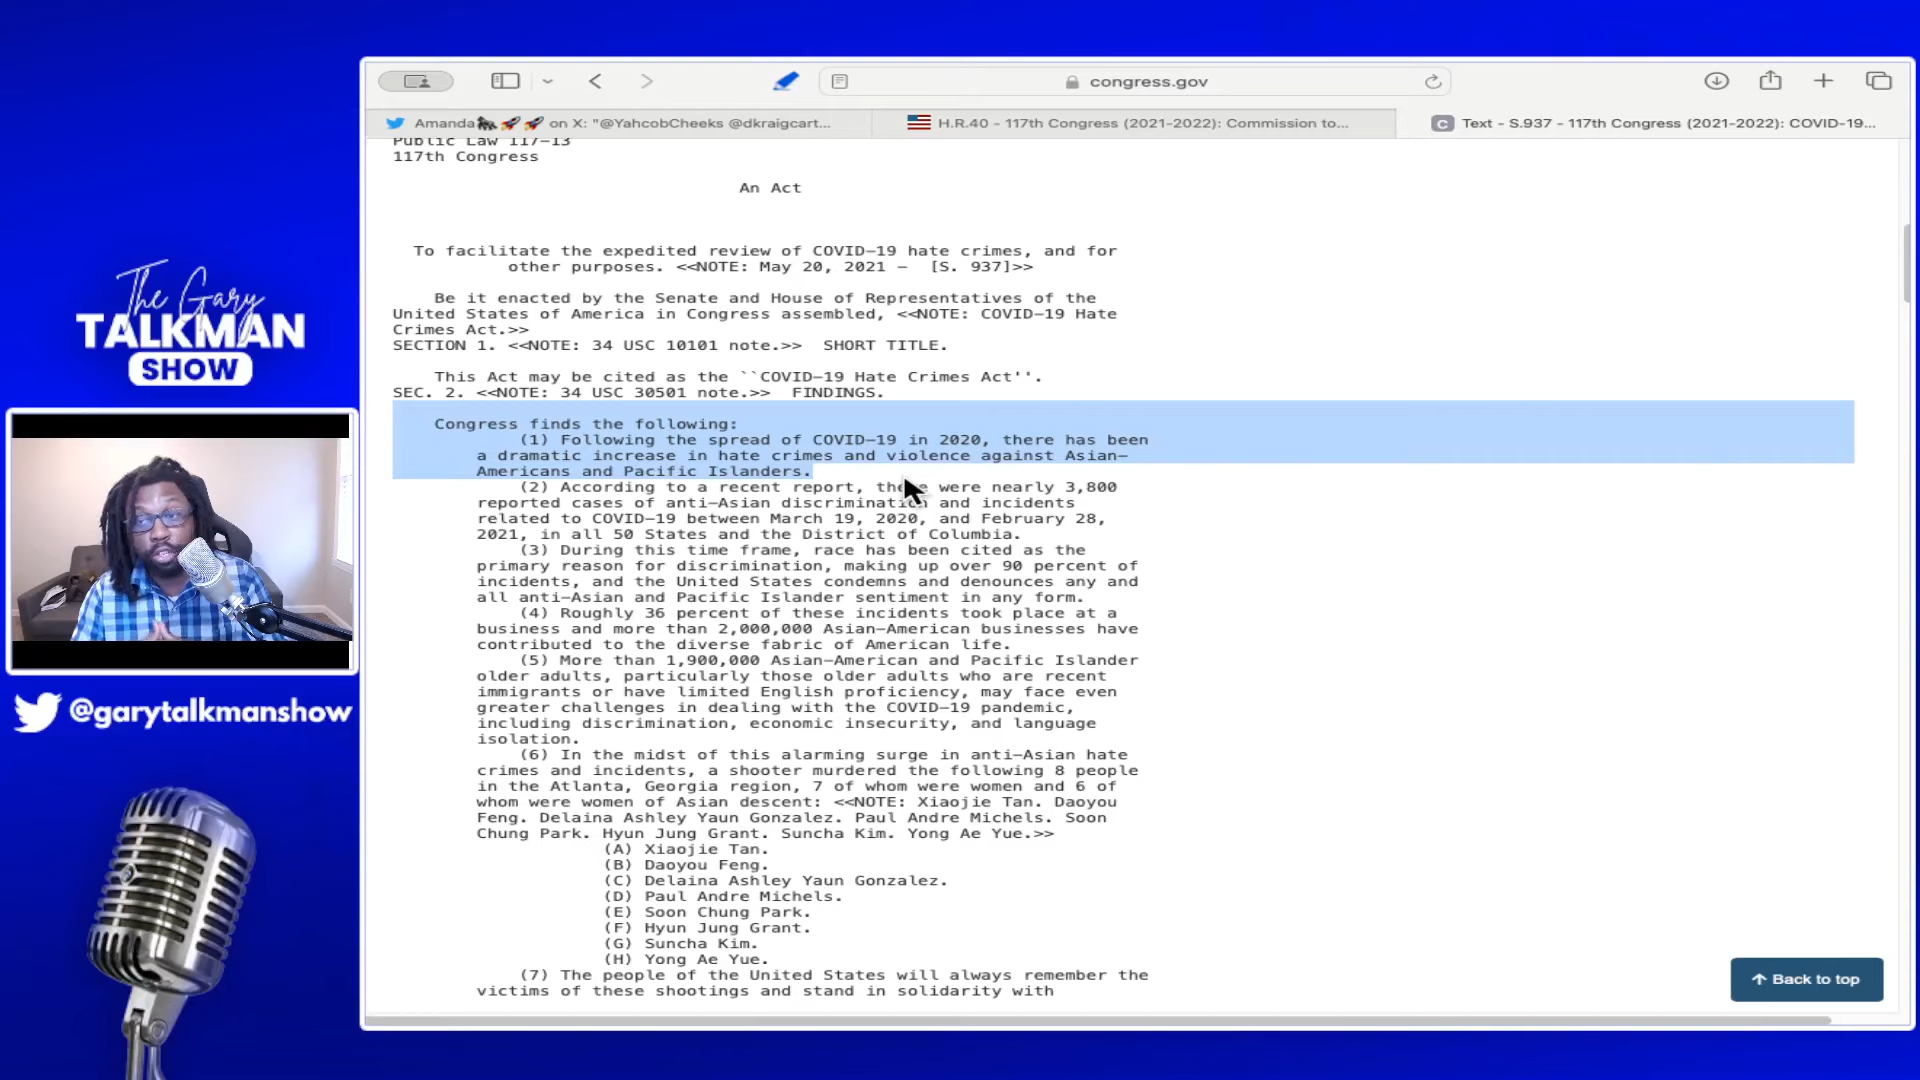 congress.gov
Amanda🦬🚀🚀 on X: "@YahcobCheeks @dkraigcart...
H.R.40 - 117th Congress (2021-2022): Commission to...
C Text - S.937 - 117th Congress (2021-2022): COVID-19...
Public Law 117-13
117th Congress
An Act
To facilitate the expedited review of COVID-19 hate crimes, and for
other purposes. <<NOTE: May 20, 2021 - [S. 937]>>
Be it enacted by the Senate and House of Representatives of the
United States of America in Congress assembled, <<NOTE: COVID-19 Hate
Crimes Act.>>
SECTION 1. <<NOTE: 34 USC 10101 note.>> SHORT TITLE.
This Act may be cited as the ``COVID-19 Hate Crimes Act''.
SEC. 2. <<NOTE: 34 USC 30501 note.>> FINDINGS.
Congress finds the following:
(1) Following the spread of COVID-19 in 2020, there has been
a dramatic increase in hate crimes and violence against Asian-
Americans and Pacific Islanders.
(2) According to a recent report, there were nearly 3,800
reported cases of anti-Asian discrimination and incidents
related to COVID-19 between March 19, 2020, and February 28,
2021, in all 50 States and the District of Columbia.
(3) During this time frame, race has been cited as the
primary reason for discrimination, making up over 90 percent of
incidents, and the United States condemns and denounces any and
all anti-Asian and Pacific Islander sentiment in any form.
(4) Roughly 36 percent of these incidents took place at a
business and more than 2,000,000 Asian-American businesses have
contributed to the diverse fabric of American life.
(5) More than 1,900,000 Asian-American and Pacific Islander
older adults, particularly those older adults who are recent
immigrants or have limited English proficiency, may face even
greater challenges in dealing with the COVID-19 pandemic,
including discrimination, economic insecurity, and language
isolation.
(6) In the midst of this alarming surge in anti-Asian hate
crimes and incidents, a shooter murdered the following 8 people
in the Atlanta, Georgia region, 7 of whom were women and 6 of
whom were women of Asian descent: <<NOTE: Xiaojie Tan. Daoyou
Feng. Delaina Ashley Yaun Gonzalez. Paul Andre Michels. Soon
Chung Park. Hyun Jung Grant. Suncha Kim. Yong Ae Yue.>>
(A) Xiaojie Tan.
(B) Daoyou Feng.
(C) Delaina Ashley Yaun Gonzalez.
(D) Paul Andre Michels.
(E) Soon Chung Park.
(F) Hyun Jung Grant.
(G) Suncha Kim.
(H) Yong Ae Yue.
(7) The people of the United States will always remember the
victims of these shootings and stand in solidarity with
↑ Back to top
The Gary
TALKMAN
SHOW
@garytalkmanshow